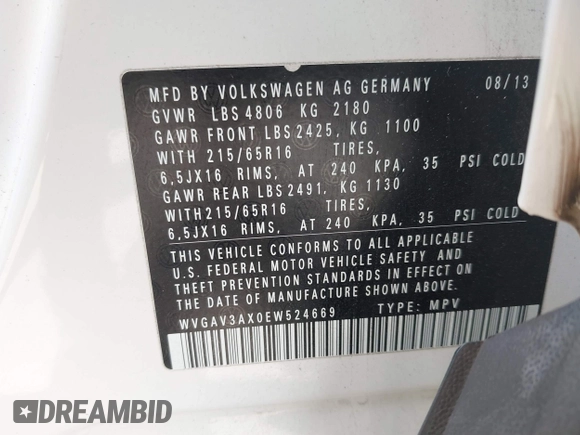 MFD BY VOLKSWAGEN AG GERMANY 08/13
GVWR LBS 4806 KG 2180
GAWR FRONT LBS 2425, KG 1100
WITH 215/65R16 TIRES,
6,5JX16 RIMS, AT 240 KPA, 35 PSI COLD
GAWR REAR LBS 2491, KG 1130
WITH 215/65R16 TIRES,
6,5JX16 RIMS, AT 240 KPA, 35 PSI COLD
THIS VEHICLE CONFORMS TO ALL APPLICABLE
U.S. FEDERAL MOTOR VEHICLE SAFETY AND
THEFT PREVENTION STANDARDS IN EFFECT ON
THE DATE OF MANUFACTURE SHOWN ABOVE.
WVGAV3AX0EW524669 TYPE: MPV
DREAMBID